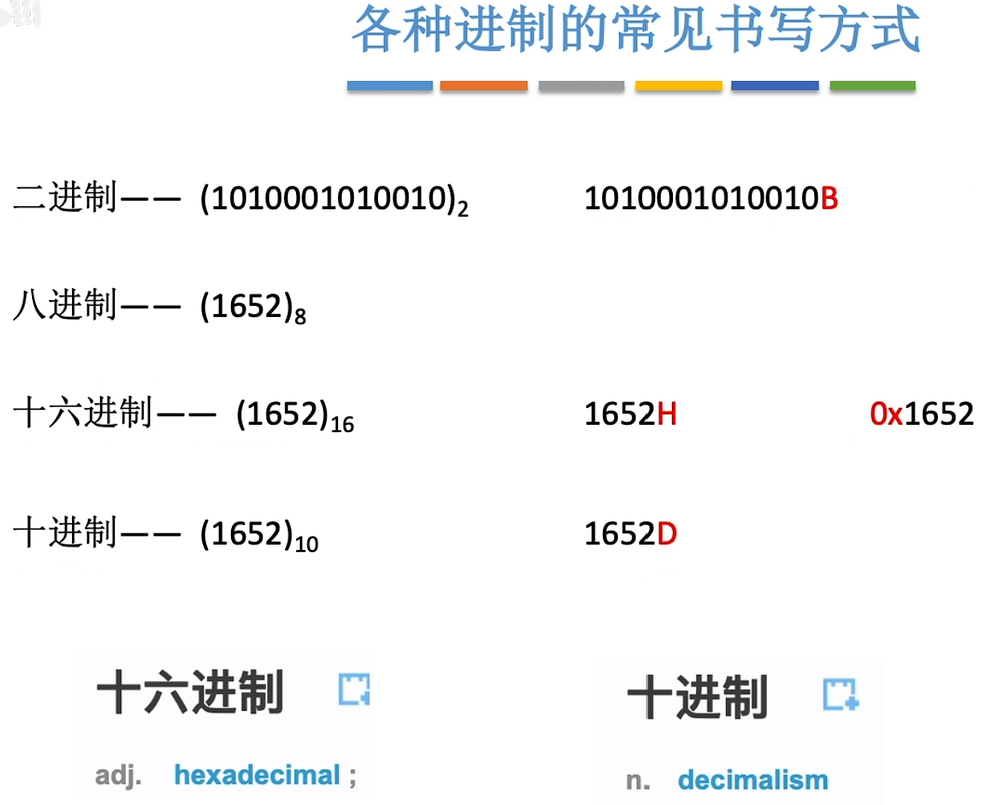 各种进制的常见书写方式
二进制—— (1010001010010)₂ 1010001010010B
八进制—— (1652)₈
十六进制—— (1652)₁₆ 1652H 0x1652
十进制—— (1652)₁₀ 1652D
十六进制
adj. hexadecimal ;
十进制
n. decimalism